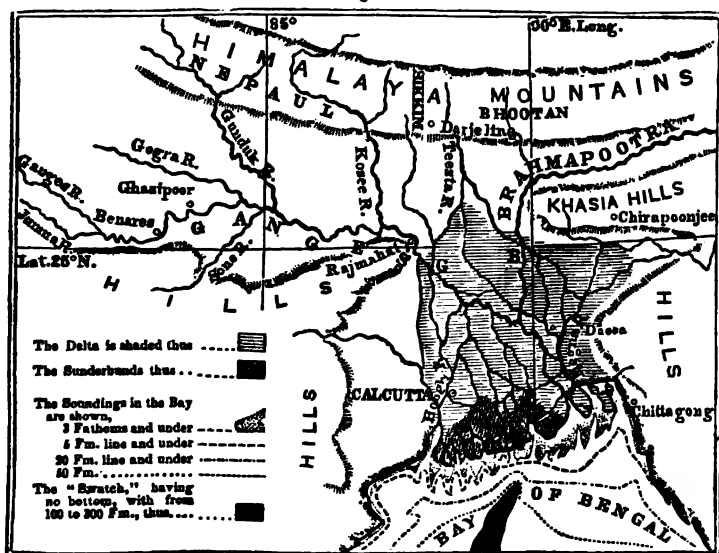 85°
90° E. Long.
HIMALAYA MOUNTAINS
NEPAUL
SIKKIM
BHOOTAN
Darjeling
Gunduk R.
Gogra R.
Kosee R.
Teesta R.
BRAHMAPOOTRA
Ganges R.
Ghazipoor
KHASIA HILLS
Chirapoonjee
Benares
GANGES
Jumna R.
Sone R.
Rajmahal
Lat. 25° N.
G
B
HILLS
HILLS
The Delta is shaded thus
Dacca
The Sunderbunds thus
CALCUTTA
The Soundings in the Bay
are shown,
3 Fathoms and under
5 Fm. line and under
20 Fm. line and under
50 Fm.
Chittagong
HILLS
The "Swatch," having
no bottom, with from
100 to 300 Fm., thus
BAY OF BENGAL